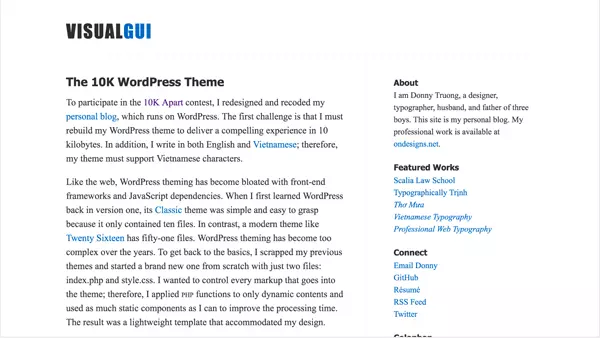 VISUALGUI
The 10K WordPress Theme
To participate in the 10K Apart contest, I redesigned and recoded my
personal blog, which runs on WordPress. The first challenge is that I must
rebuild my WordPress theme to deliver a compelling experience in 10
kilobytes. In addition, I write in both English and Vietnamese; therefore,
my theme must support Vietnamese characters.
Like the web, WordPress theming has become bloated with front-end
frameworks and JavaScript dependencies. When I first learned WordPress
back in version one, its Classic theme was simple and easy to grasp
because it only contained ten files. In contrast, a modern theme like
Twenty Sixteen has fifty-one files. WordPress theming has become too
complex over the years. To get back to the basics, I scrapped my previous
themes and started a brand new one from scratch with just two files:
index.php and style.css. I wanted to control every markup that goes into
the theme; therefore, I applied PHP functions to only dynamic contents and
used as much static components as I can to improve the processing time.
The result was a lightweight template that accommodated my design.
About
I am Donny Truong, a designer,
typographer, husband, and father of three
boys. This site is my personal blog. My
professional work is available at
ondesigns.net.
Featured Works
Scalia Law School
Typographically Trịnh
Thơ Mưa
Vietnamese Typography
Professional Web Typography
Connect
Email Donny
GitHub
Résumé
RSS Feed
Twitter
Colophon